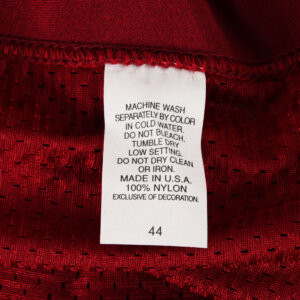 MACHINE WASH
SEPARATELY BY COLOR
IN COLD WATER.
DO NOT BLEACH.
TUMBLE DRY
LOW SETTING.
DO NOT DRY CLEAN
OR IRON.
MADE IN U.S.A.
100% NYLON
EXCLUSIVE OF DECORATION.
44